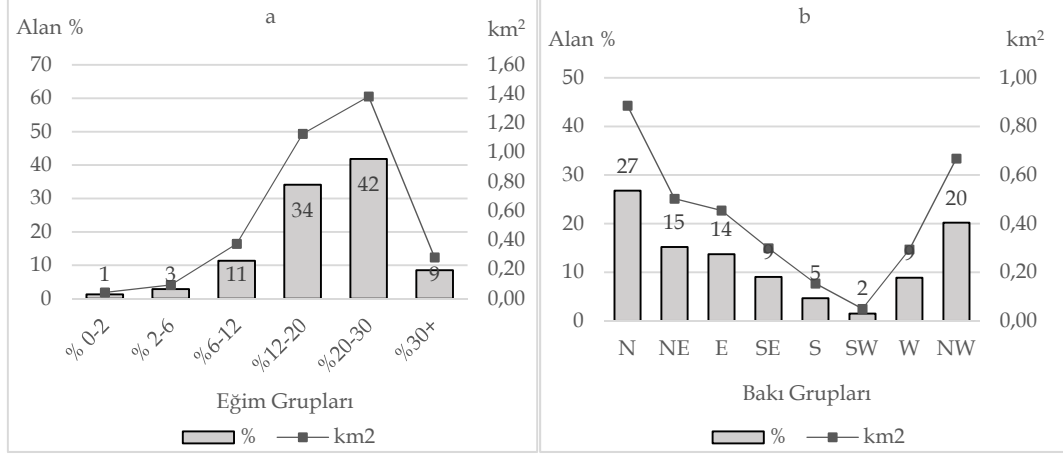 a
Alan %
km²
70
60
50
40
30
20
10
0
1,60
1,40
1,20
1,00
0,80
0,60
0,40
0,20
0,00
1
3
11
34
42
9
% 0-2
% 2-6
%6-12
%12-20
%20-30
%30+
Eğim Grupları
%
km2
b
Alan %
km²
50
40
30
20
10
0
1,00
0,80
0,60
0,40
0,20
0,00
27
15
14
9
5
2
9
20
N
NE
E
SE
S
SW
W
NW
Bakı Grupları
%
km2